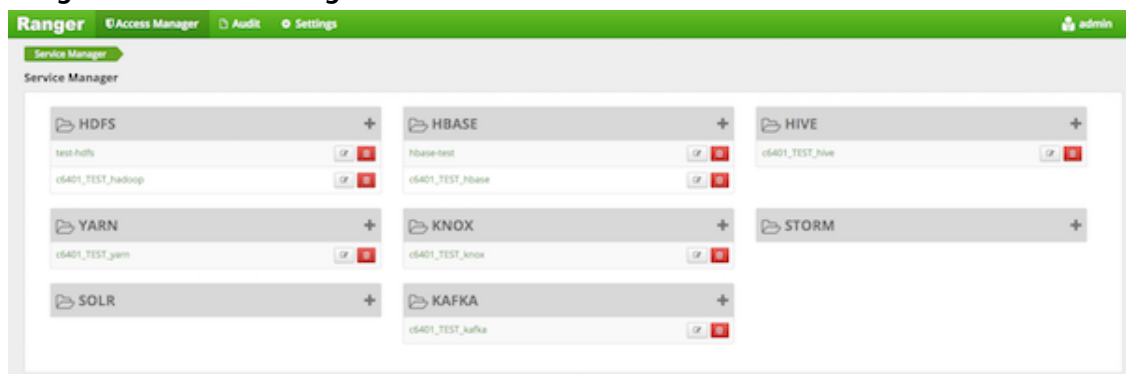 Ranger Access Manager Audit Settings admin
Service Manager
Service Manager
HDFS
test-hdfs
c6401_TEST_hadoop
HBASE
hbase-test
c6401_TEST_hbase
HIVE
c6401_TEST_hive
YARN
c6401_TEST_yarn
KNOX
c6401_TEST_knox
STORM
SOLR
KAFKA
c6401_TEST_kafka